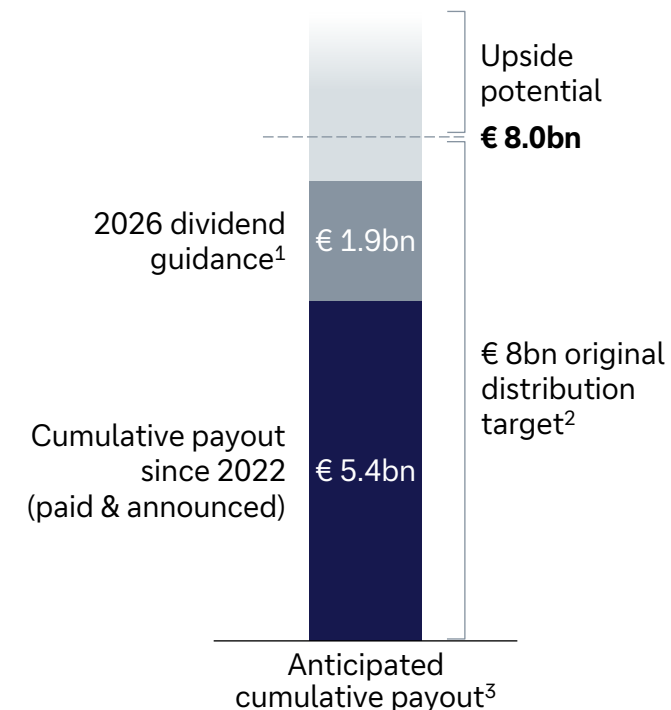 Upside
potential
€ 8.0bn
2026 dividend
guidance1
€ 1.9bn
€ 8bn original
distribution
target2
Cumulative payout
since 2022
(paid & announced)
€ 5.4bn
Anticipated
cumulative payout3